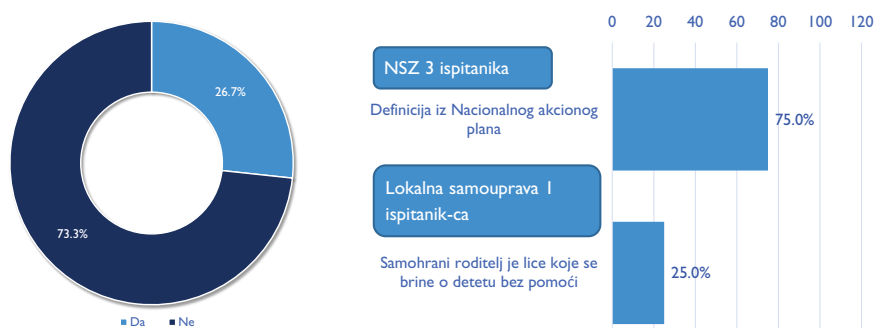 26.7%
73.3%
Da
Ne
0 20 40 60 80 100 120
NSZ 3 ispitanika
Definicija iz Nacionalnog akcionog
plana
75.0%
Lokalna samouprava 1
ispitanik-ca
Samohrani roditelj je lice koje se
brine o detetu bez pomoći
25.0%